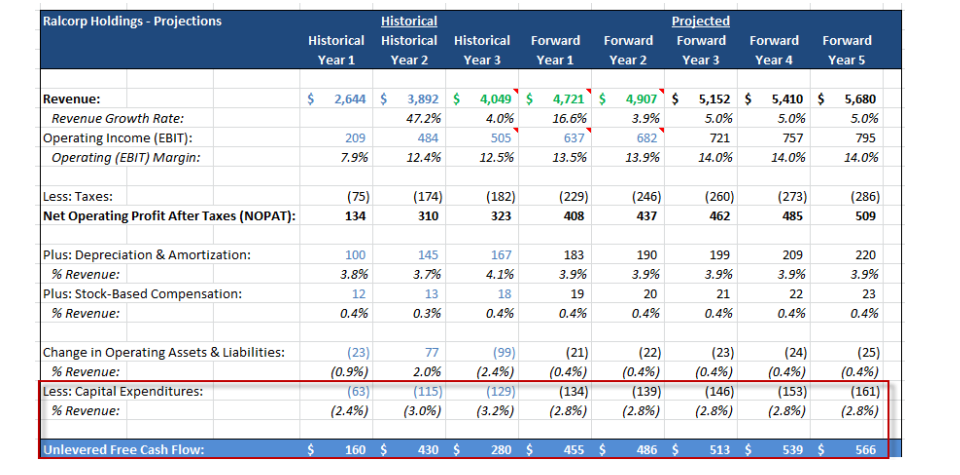 Ralcorp Holdings - Projections Historical Projected
Historical Historical Historical Forward Forward Forward Forward Forward
Year 1 Year 2 Year 3 Year 1 Year 2 Year 3 Year 4 Year 5
Revenue: $ 2,644 $ 3,892 $ 4,049 $ 4,721 $ 4,907 $ 5,152 $ 5,410 $ 5,680
Revenue Growth Rate: 47.2% 4.0% 16.6% 3.9% 5.0% 5.0% 5.0%
Operating Income (EBIT): 209 484 505 637 682 721 757 795
Operating (EBIT) Margin: 7.9% 12.4% 12.5% 13.5% 13.9% 14.0% 14.0% 14.0%
Less: Taxes: (75) (174) (182) (229) (246) (260) (273) (286)
Net Operating Profit After Taxes (NOPAT): 134 310 323 408 437 462 485 509
Plus: Depreciation & Amortization: 100 145 167 183 190 199 209 220
% Revenue: 3.8% 3.7% 4.1% 3.9% 3.9% 3.9% 3.9% 3.9%
Plus: Stock-Based Compensation: 12 13 18 19 20 21 22 23
% Revenue: 0.4% 0.3% 0.4% 0.4% 0.4% 0.4% 0.4% 0.4%
Change in Operating Assets & Liabilities: (23) 77 (99) (21) (22) (23) (24) (25)
% Revenue: (0.9%) 2.0% (2.4%) (0.4%) (0.4%) (0.4%) (0.4%) (0.4%)
Less: Capital Expenditures: (63) (115) (129) (134) (139) (146) (153) (161)
% Revenue: (2.4%) (3.0%) (3.2%) (2.8%) (2.8%) (2.8%) (2.8%) (2.8%)
Unlevered Free Cash Flow: $ 160 $ 430 $ 280 $ 455 $ 486 $ 513 $ 539 $ 566